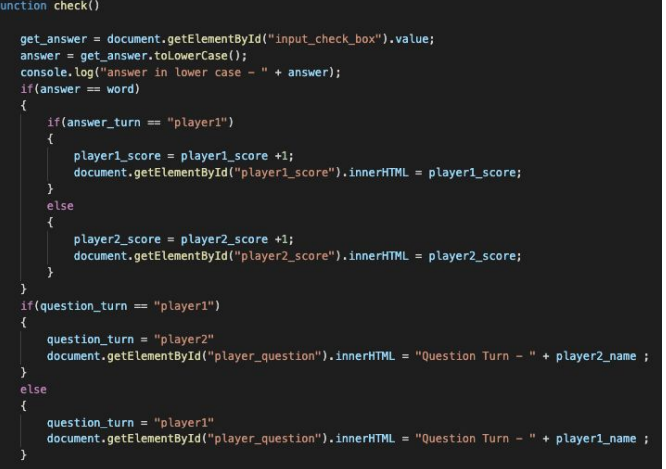 unction check()
get_answer = document.getElementById("input_check_box").value;
answer = get_answer.toLowerCase();
console.log("answer in lower case - " + answer);
if(answer == word)
{
if(answer_turn == "player1")
{
player1_score = player1_score +1;
document.getElementById("player1_score").innerHTML = player1_score;
}
else
{
player2_score = player2_score +1;
document.getElementById("player2_score").innerHTML = player2_score;
}
}
if(question_turn == "player1")
{
question_turn = "player2"
document.getElementById("player_question").innerHTML = "Question Turn - " + player2_name ;
}
else
{
question_turn = "player1"
document.getElementById("player_question").innerHTML = "Question Turn - " + player1_name ;
}